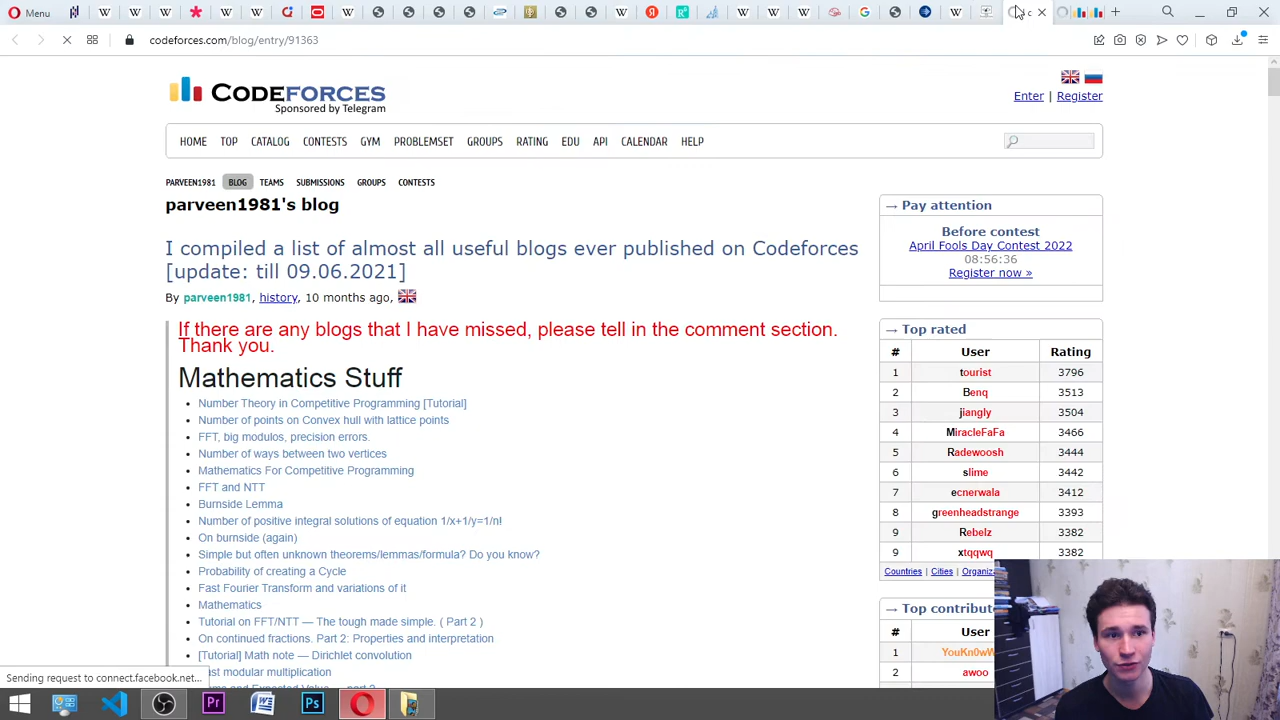 Menu
c
codeforces.com/blog/entry/91363
CODEFORCES
Sponsored by Telegram
Enter | Register
HOME TOP CATALOG CONTESTS GYM PROBLEMSET GROUPS RATING EDU API CALENDAR HELP
PARVEEN1981 BLOG TEAMS SUBMISSIONS GROUPS CONTESTS
parveen1981's blog
I compiled a list of almost all useful blogs ever published on Codeforces
[update: till 09.06.2021]
By parveen1981, history, 10 months ago,
If there are any blogs that I have missed, please tell in the comment section.
Thank you.
Mathematics Stuff
• Number Theory in Competitive Programming [Tutorial]
• Number of points on Convex hull with lattice points
• FFT, big modulos, precision errors.
• Number of ways between two vertices
• Mathematics For Competitive Programming
• FFT and NTT
• Burnside Lemma
• Number of positive integral solutions of equation 1/x+1/y=1/n!
• On burnside (again)
• Simple but often unknown theorems/lemmas/formula? Do you know?
• Probability of creating a Cycle
• Fast Fourier Transform and variations of it
• Mathematics
• Tutorial on FFT/NTT — The tough made simple. ( Part 2 )
• On continued fractions. Part 2: Properties and interpretation
• [Tutorial] Math note — Dirichlet convolution
ast modular multiplication
Sending request to connect.facebook.net...
→ Pay attention
Before contest
April Fools Day Contest 2022
08:56:36
Register now »
→ Top rated
# User Rating
1 tourist 3796
2 Benq 3513
3 jiangly 3504
4 MiracleFaFa 3466
5 Radewoosh 3444
6 slime 3442
7 ecnerwala 3412
8 greenheadstrange 3393
9 Rebelz 3382
9 xtqqwq 3382
Countries | Cities | Organiz
→ Top contribut
# User
1 YouKn0wW
2 awoo